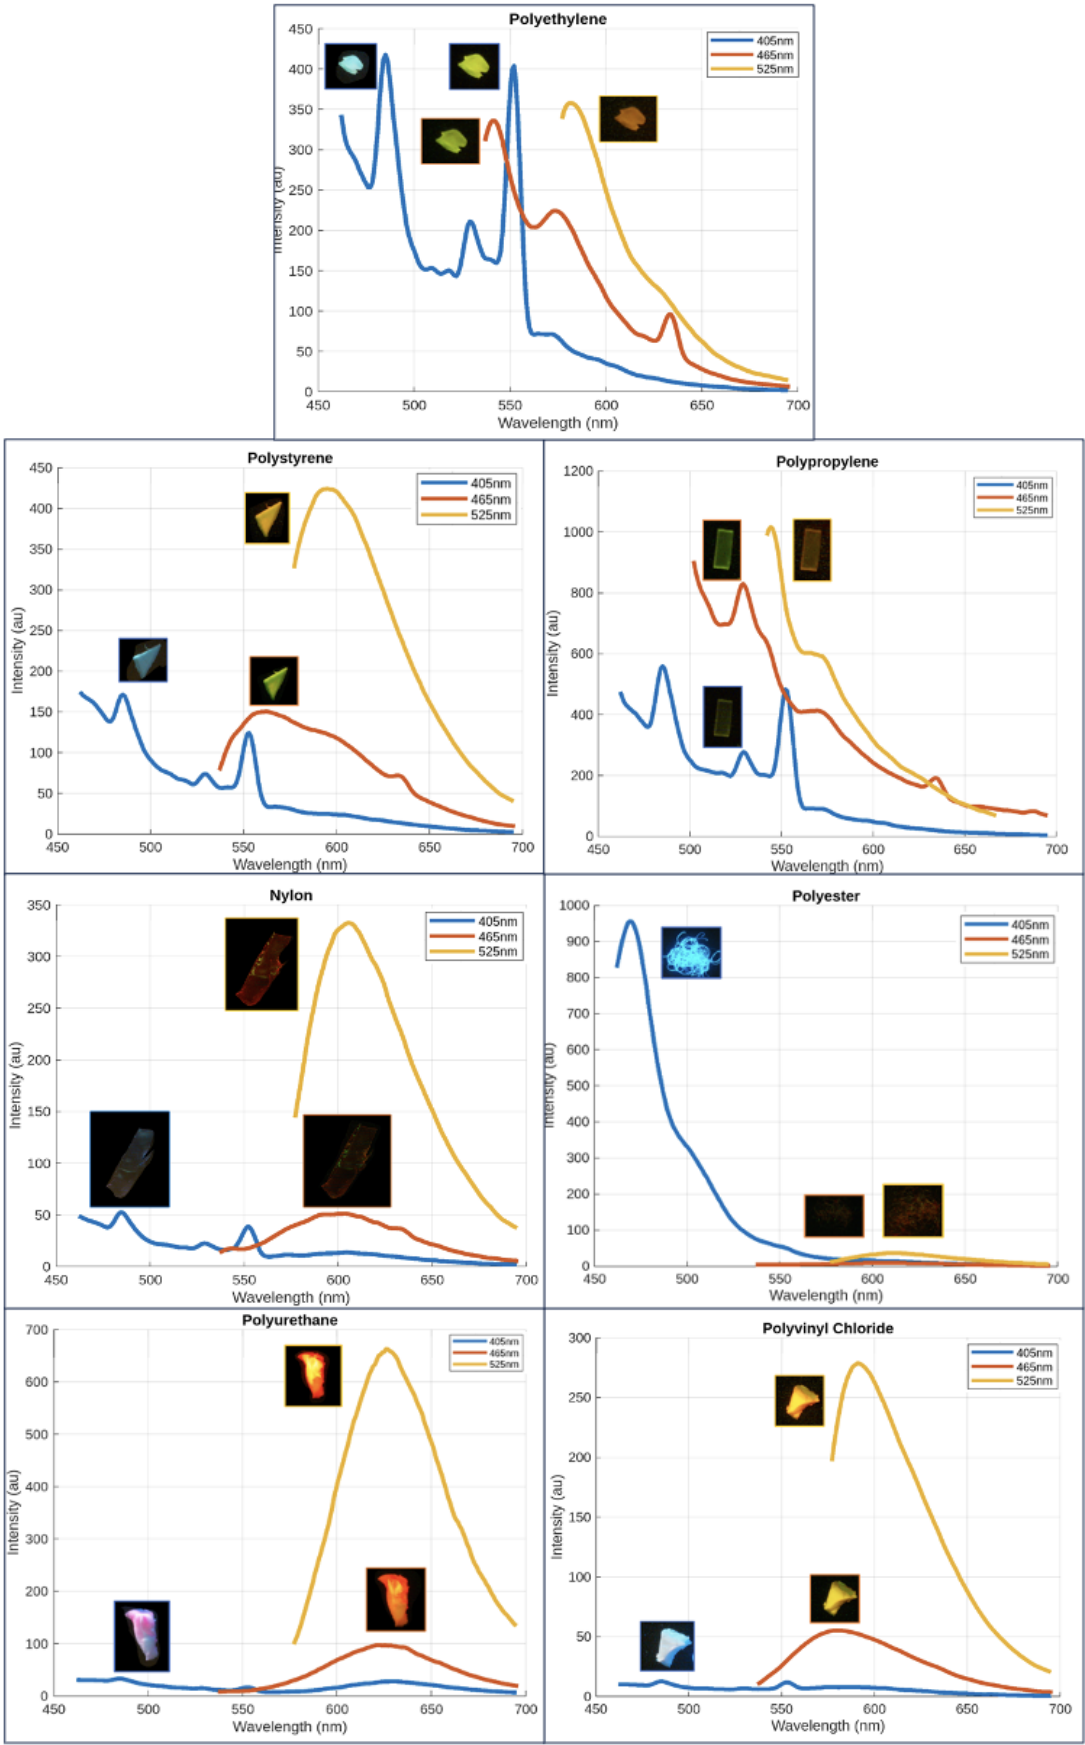 Polyethylene
450
400
350
300
250
200
150
100
50
0
Intensity (au)
405nm
465nm
525nm
450 500 550 600 650 700
Wavelength (nm)
Polystyrene
450
400
350
300
250
200
150
100
50
0
Intensity (au)
405nm
465nm
525nm
450 500 550 600 650 700
Wavelength (nm)
Polypropylene
1200
1000
800
600
400
200
0
Intensity (au)
405nm
465nm
525nm
450 500 550 600 650 700
Wavelength (nm)
Nylon
350
300
250
200
150
100
50
0
Intensity (au)
405nm
465nm
525nm
450 500 550 600 650 700
Wavelength (nm)
Polyester
1000
900
800
700
600
500
400
300
200
100
0
Intensity (au)
405nm
465nm
525nm
450 500 550 600 650 700
Wavelength (nm)
Polyurethane
700
600
500
400
300
200
100
0
Intensity (au)
405nm
465nm
525nm
450 500 550 600 650 700
Wavelength (nm)
Polyvinyl Chloride
300
250
200
150
100
50
0
Intensity (au)
405nm
465nm
525nm
450 500 550 600 650 700
Wavelength (nm)